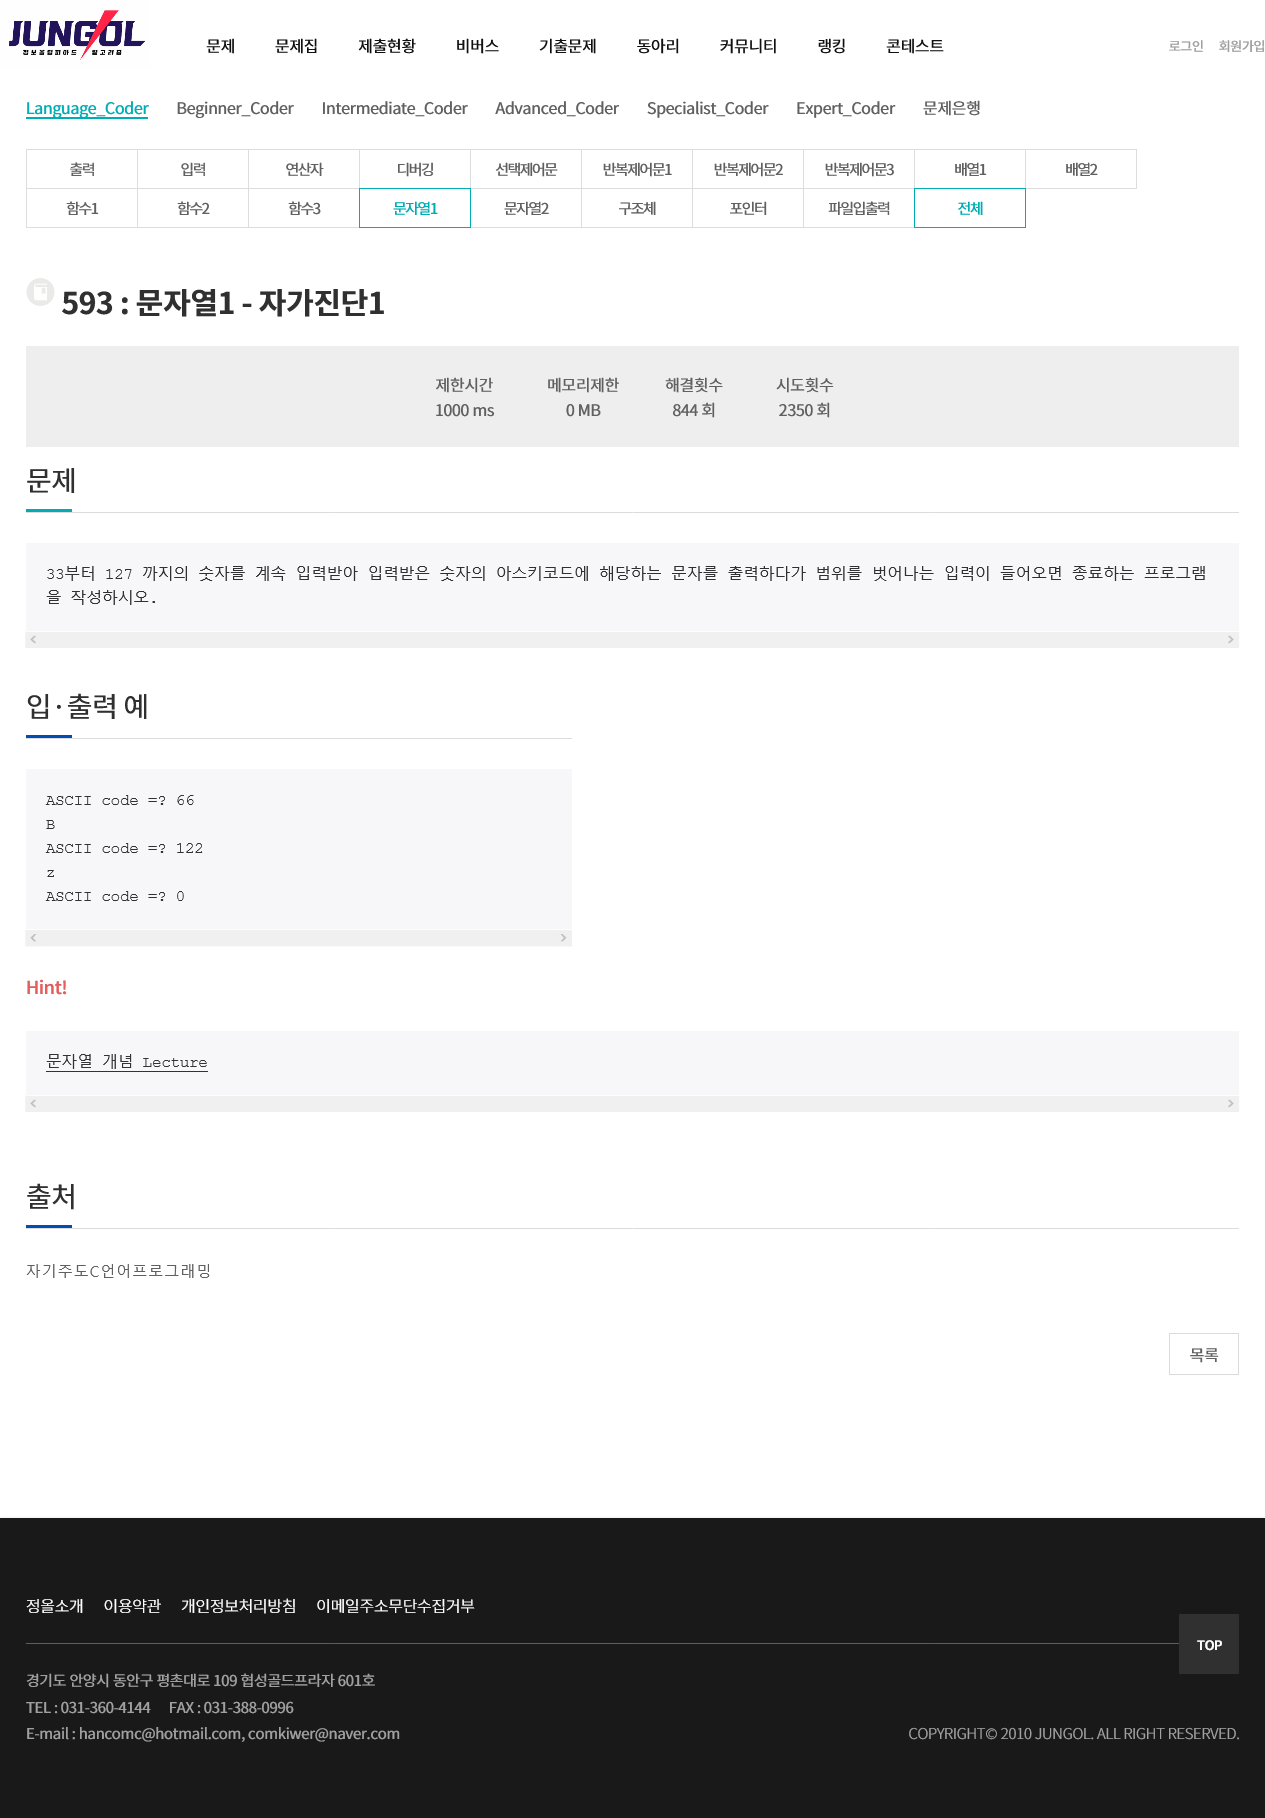 JUNGOL
정보올림피아드 알고리즘
문제 문제집 제출현황 비버스 기출문제 동아리 커뮤니티 랭킹 콘테스트 로그인 회원가입
Language_Coder Beginner_Coder Intermediate_Coder Advanced_Coder Specialist_Coder Expert_Coder 문제은행
출력 입력 연산자 디버깅 선택제어문 반복제어문1 반복제어문2 반복제어문3 배열1 배열2
함수1 함수2 함수3 문자열1 문자열2 구조체 포인터 파일입출력 전체
593 : 문자열1 - 자가진단1
제한시간 메모리제한 해결횟수 시도횟수
1000 ms 0 MB 844 회 2350 회
문제
33부터 127 까지의 숫자를 계속 입력받아 입력받은 숫자의 아스키코드에 해당하는 문자를 출력하다가 범위를 벗어나는 입력이 들어오면 종료하는 프로그램
을 작성하시오.
입·출력 예
ASCII code =? 66
B
ASCII code =? 122
z
ASCII code =? 0
Hint!
문자열 개념 Lecture
출처
자기주도C언어프로그래밍
목록
정올소개 이용약관 개인정보처리방침 이메일주소무단수집거부
TOP
경기도 안양시 동안구 평촌대로 109 협성골드프라자 601호
TEL : 031-360-4144 FAX : 031-388-0996
E-mail : hancomc@hotmail.com, comkiwer@naver.com COPYRIGHT© 2010 JUNGOL. ALL RIGHT RESERVED.